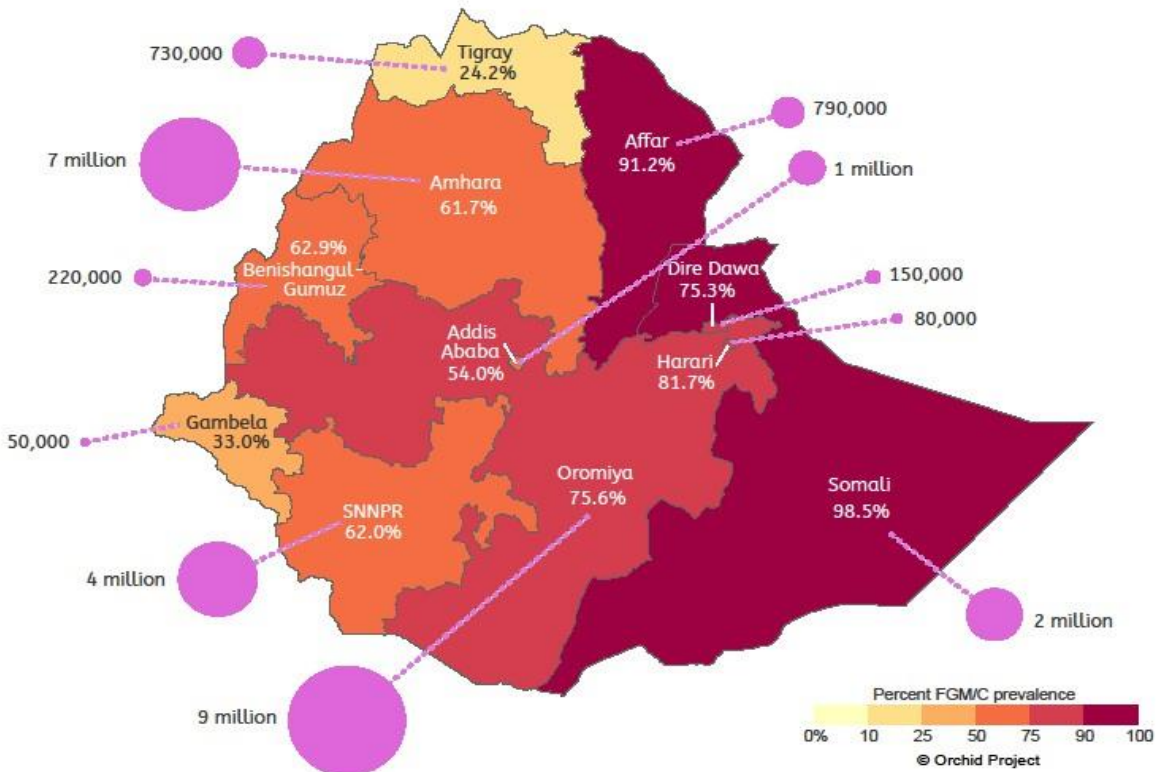 730,000
Tigray
24.2%
790,000
Affar
91.2%
7 million
1 million
Amhara
61.7%
62.9%
Benishangul-
Gumuz
220,000
Dire Dawa
75.3%
150,000
80,000
Addis
Ababa
54.0%
Harari
81.7%
Gambela
33.0%
50,000
Oromiya
75.6%
Somali
98.5%
SNNPR
62.0%
4 million
2 million
9 million
Percent FGM/C prevalence
0% 10 25 50 75 90 100
© Orchid Project